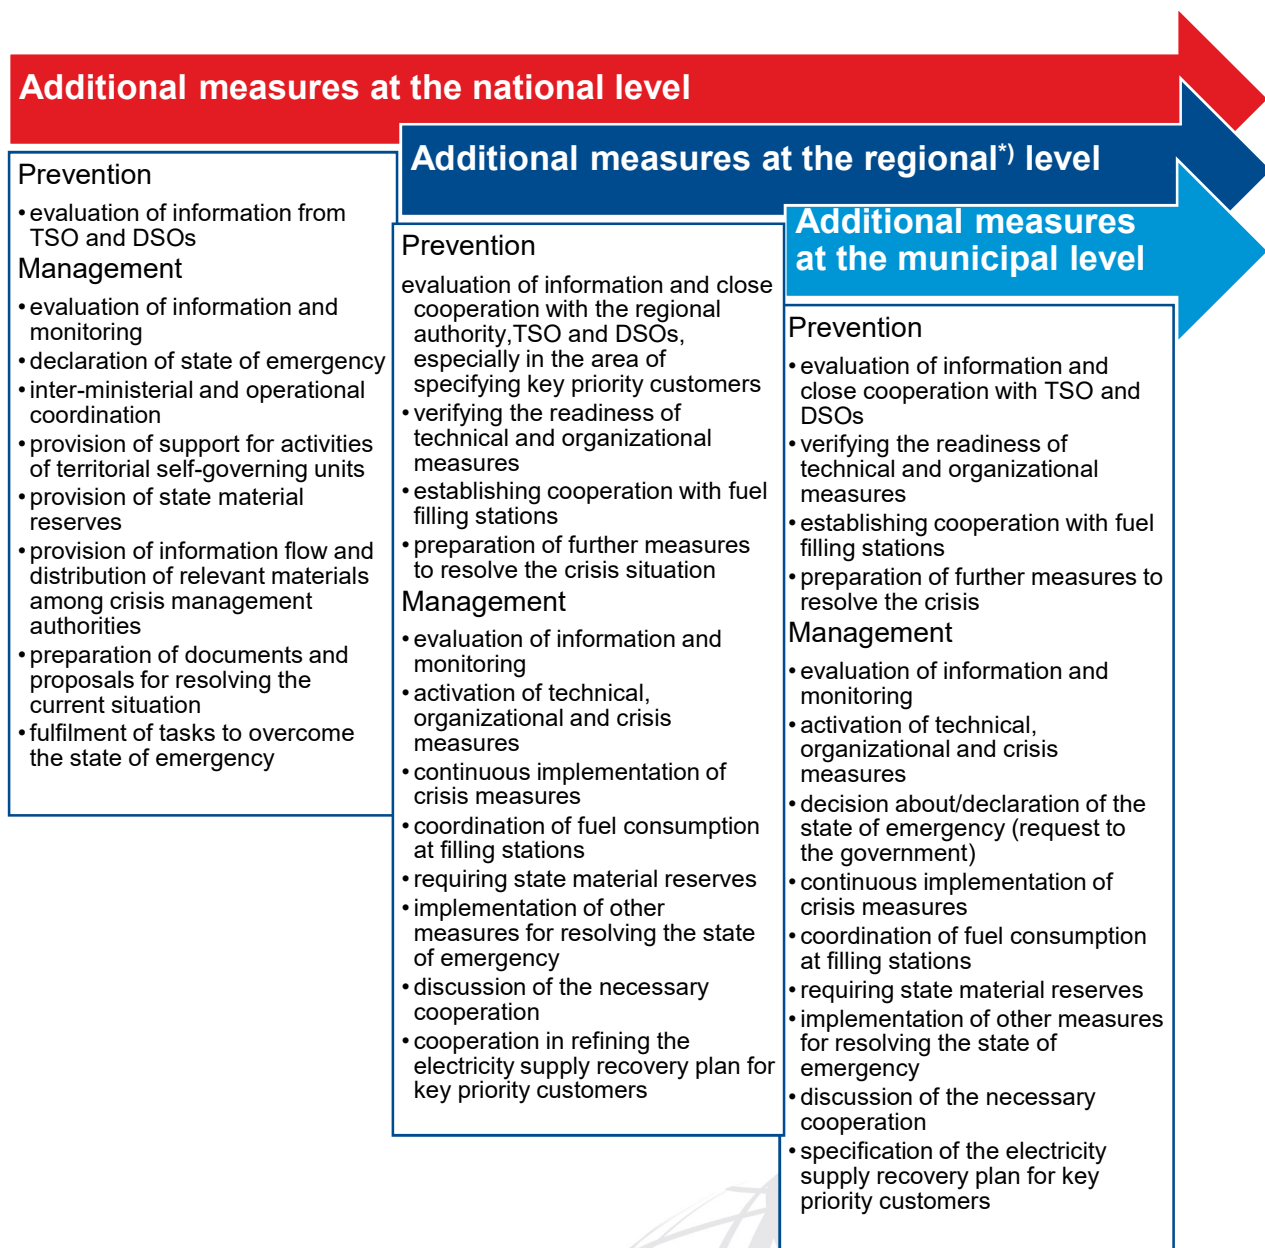 Additional measures at the national level
Prevention
• evaluation of information from
TSO and DSOs
Management
• evaluation of information and
monitoring
• declaration of state of emergency
• inter-ministerial and operational
coordination
• provision of support for activities
of territorial self-governing units
• provision of state material
reserves
• provision of information flow and
distribution of relevant materials
among crisis management
authorities
• preparation of documents and
proposals for resolving the
current situation
• fulfilment of tasks to overcome
the state of emergency
Additional measures at the regional*) level
Prevention
evaluation of information and close
cooperation with the regional
authority,TSO and DSOs,
especially in the area of
specifying key priority customers
• verifying the readiness of
technical and organizational
measures
• establishing cooperation with fuel
filling stations
• preparation of further measures
to resolve the crisis situation
Management
• evaluation of information and
monitoring
• activation of technical,
organizational and crisis
measures
• continuous implementation of
crisis measures
• coordination of fuel consumption
at filling stations
• requiring state material reserves
• implementation of other
measures for resolving the state
of emergency
• discussion of the necessary
cooperation
• cooperation in refining the
electricity supply recovery plan for
key priority customers
Additional measures
at the municipal level
Prevention
• evaluation of information and
close cooperation with TSO and
DSOs
• verifying the readiness of
technical and organizational
measures
• establishing cooperation with fuel
filling stations
• preparation of further measures to
resolve the crisis
Management
• evaluation of information and
monitoring
• activation of technical,
organizational and crisis
measures
• decision about/declaration of the
state of emergency (request to
the government)
• continuous implementation of
crisis measures
• coordination of fuel consumption
at filling stations
• requiring state material reserves
• implementation of other measures
for resolving the state of
emergency
• discussion of the necessary
cooperation
• specification of the electricity
supply recovery plan for key
priority customers